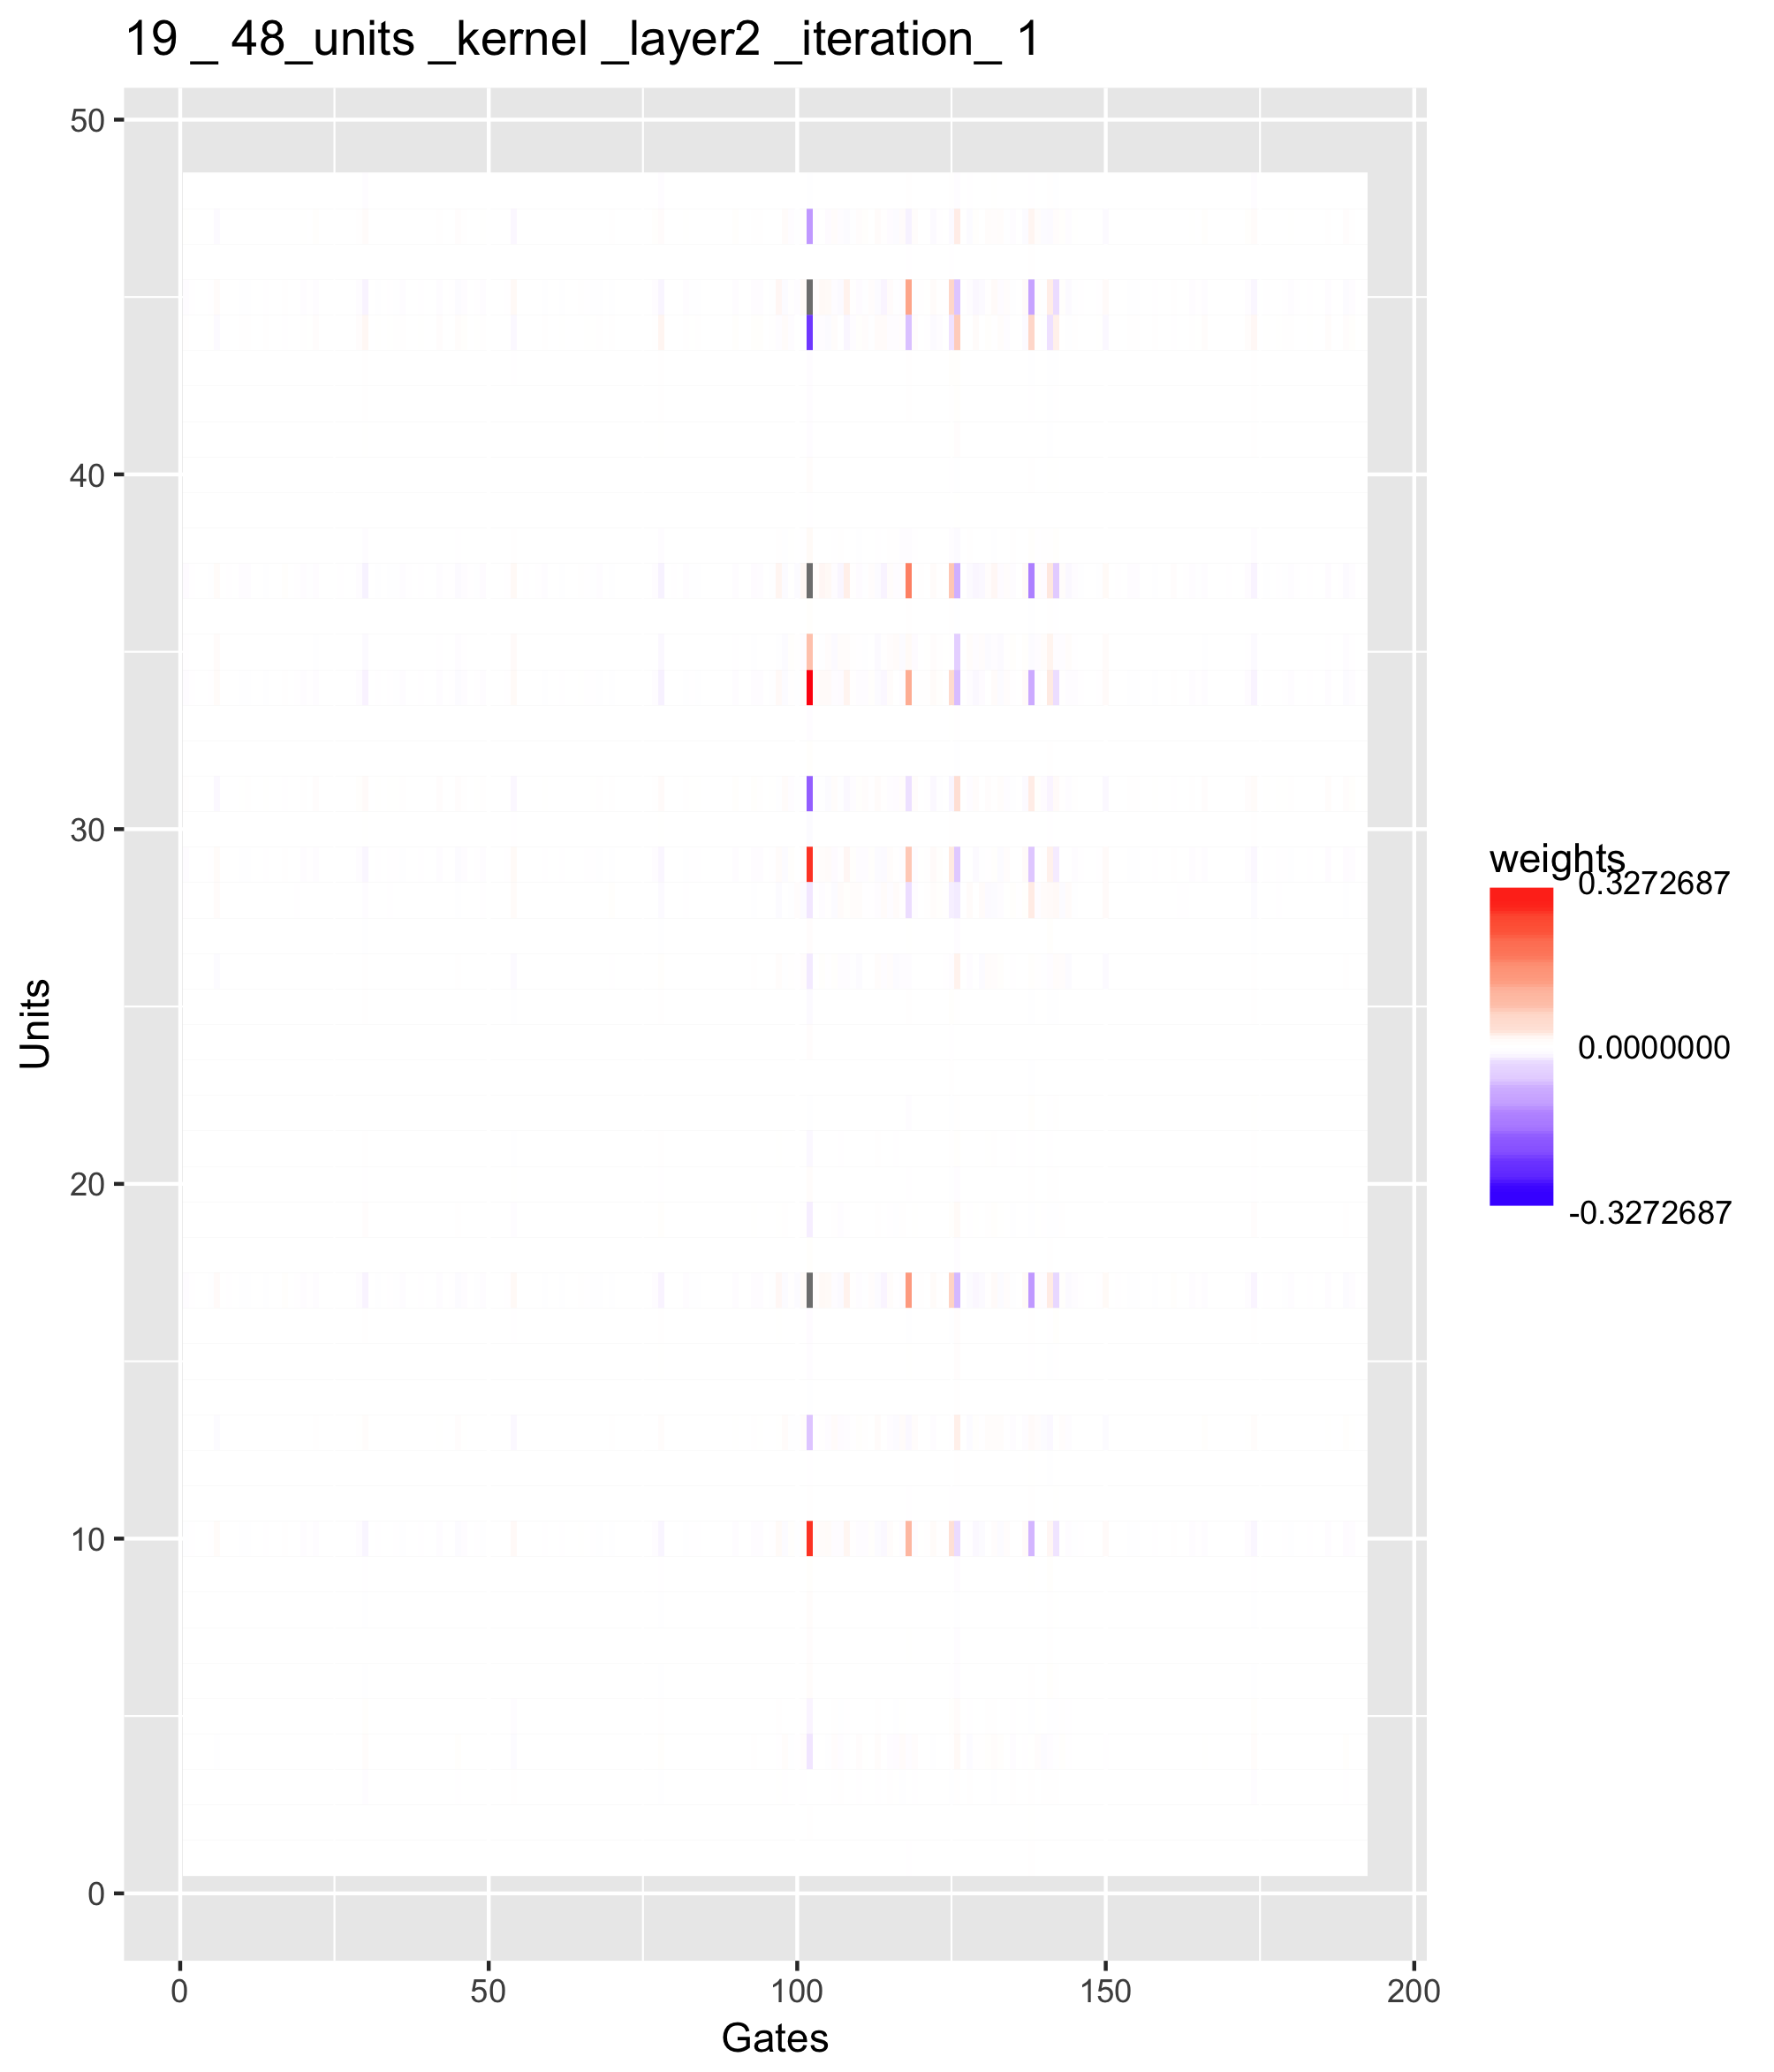 19 _ 48_units _kernel _layer2 _iteration_ 1
50
40
30
20
10
0
Units
0 50 100 150 200
Gates
weights
0.3272687
0.0000000
-0.3272687